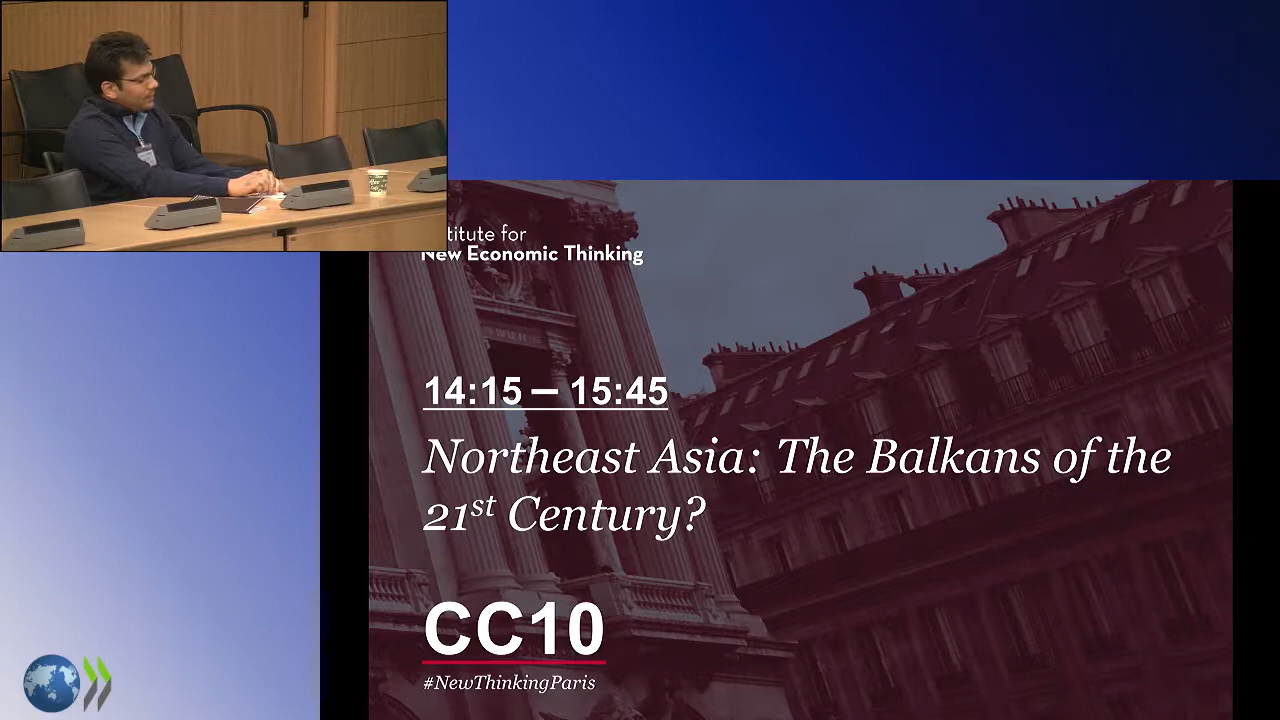 titute for
New Economic Thinking
14:15 – 15:45
Northeast Asia: The Balkans of the
21st Century?
CC10
#NewThinkingParis